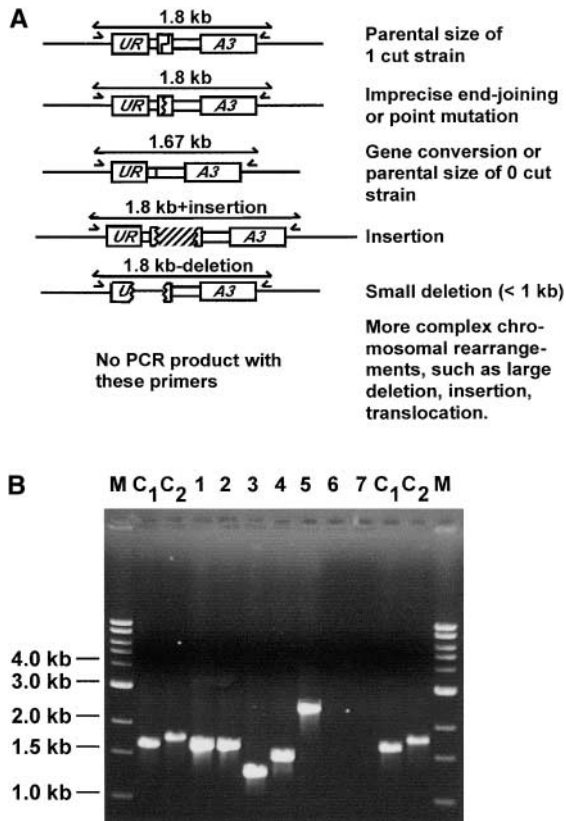 A
1.8 kb
UR
A3
Parental size of
1 cut strain
1.8 kb
UR
A3
Imprecise end-joining
or point mutation
1.67 kb
UR
A3
Gene conversion or
parental size of 0 cut
strain
1.8 kb+insertion
UR
A3
Insertion
1.8 kb-deletion
U
A3
Small deletion (< 1 kb)
No PCR product with
these primers
More complex chro-
mosomal rearrange-
ments, such as large
deletion, insertion,
translocation.
B
M C1 C2 1 2 3 4 5 6 7 C1 C2 M
4.0 kb
3.0 kb
2.0 kb
1.5 kb
1.0 kb